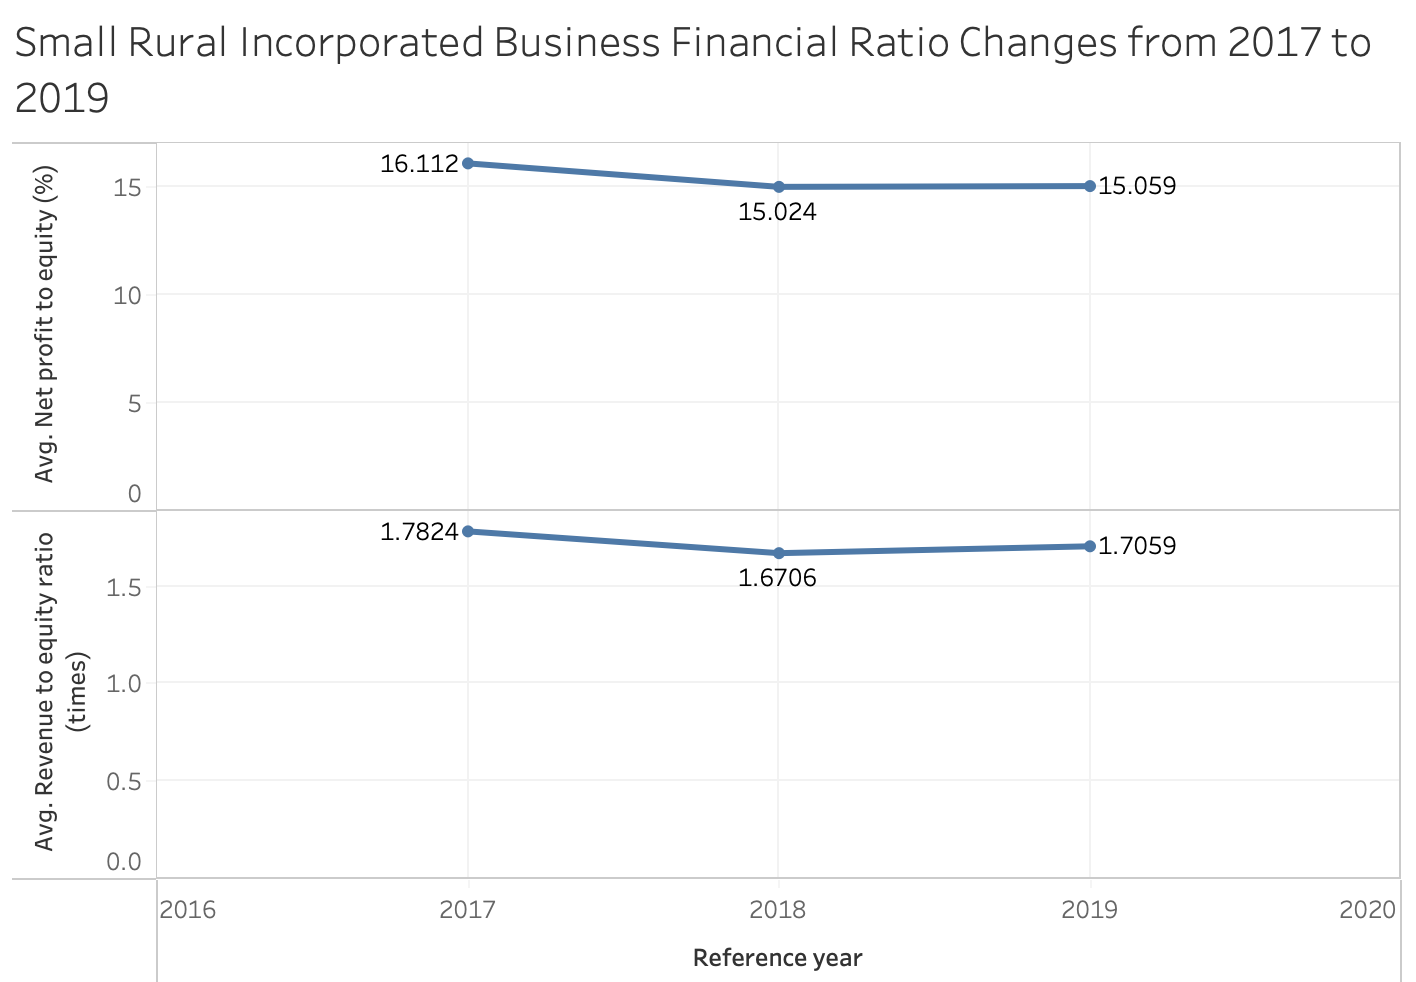 Small Rural Incorporated Business Financial Ratio Changes from 2017 to
2019
Avg. Net profit to equity (%)
15
10
5
0
16.112
15.024
15.059
Avg. Revenue to equity ratio
(times)
1.5
1.0
0.5
0.0
1.7824
1.6706
1.7059
2016 2017 2018 2019 2020
Reference year